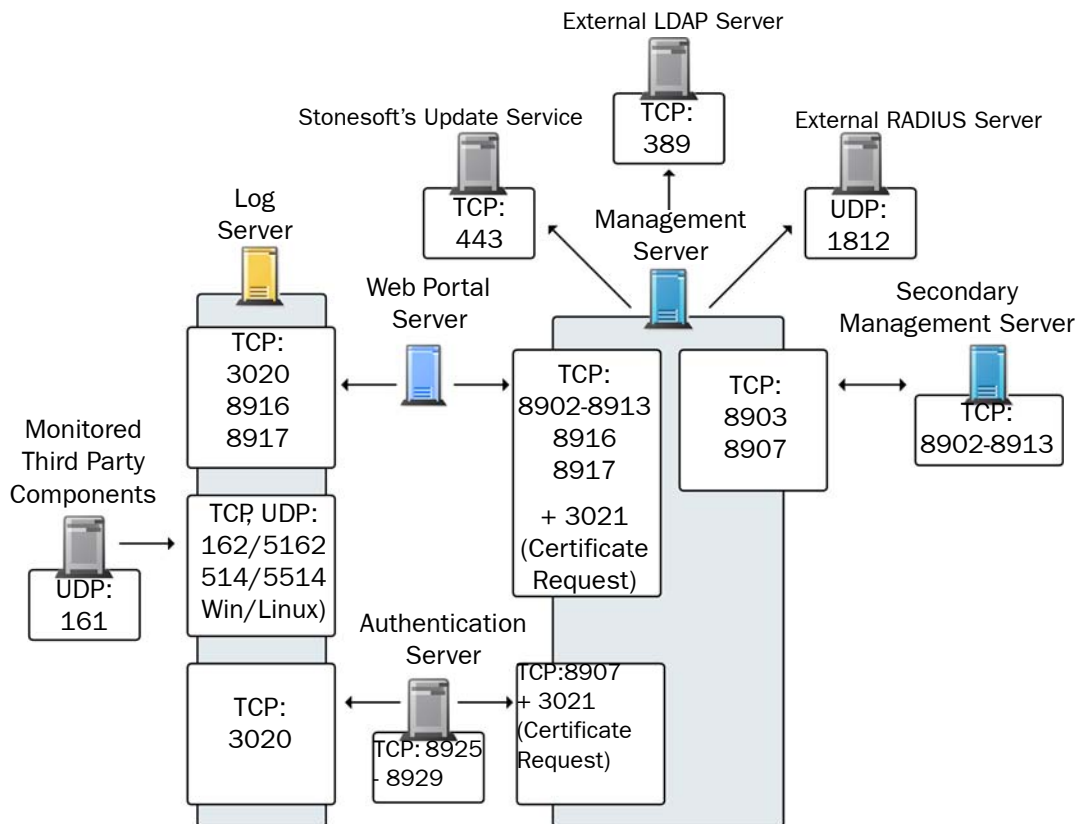 External LDAP Server
TCP:
389
Stonesoft's Update Service
TCP:
443
External RADIUS Server
UDP:
1812
Log
Server
Management
Server
Web Portal
Server
Secondary
Management Server
TCP:
3020
8916
8917
TCP:
8902-8913
8916
8917
+ 3021
(Certificate
Request)
TCP:
8903
8907
TCP:
8902-8913
Monitored
Third Party
Components
UDP:
161
TCP, UDP:
162/5162
514/5514
Win/Linux)
Authentication
Server
TCP:
3020
TCP: 8925
- 8929
TCP:8907
+ 3021
(Certificate
Request)